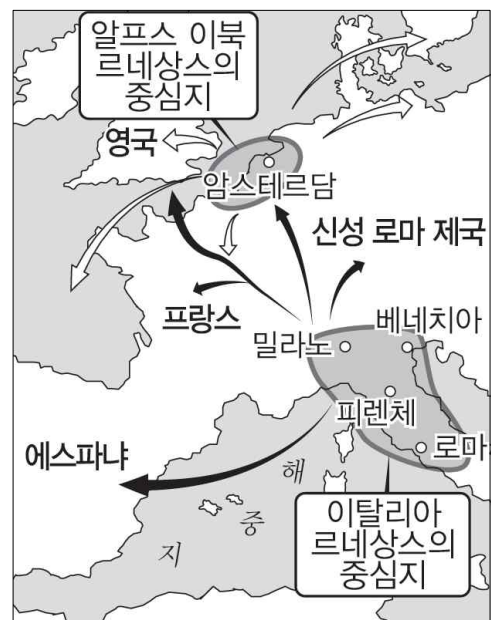 알프스 이북
르네상스의
중심지
영국
암스테르담
신성 로마 제국
프랑스
베네치아
밀라노
피렌체
로마
에스파냐
지 중 해
이탈리아
르네상스의
중심지